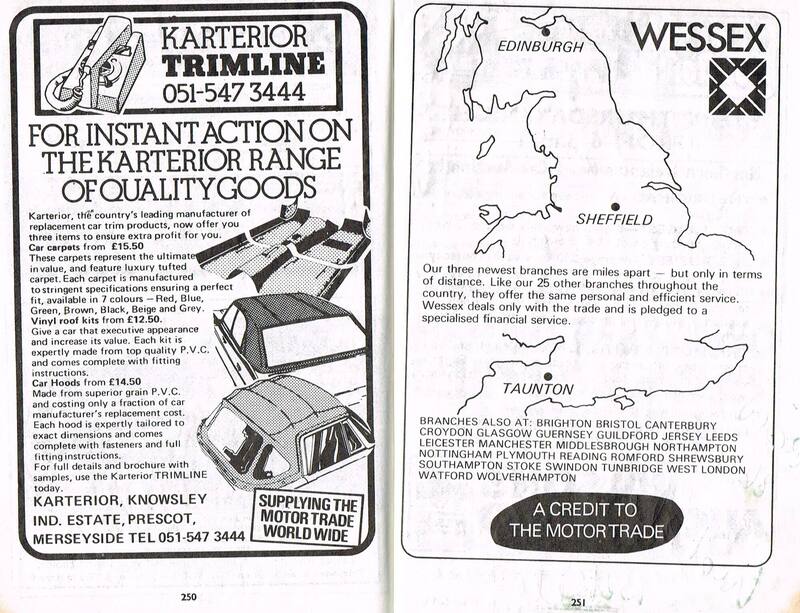 KARTERIOR
TRIMLINE
051-547 3444
FOR INSTANT ACTION ON
THE KARTERIOR RANGE
OF QUALITY GOODS
Karterior, the country's leading manufacturer of
replacement car trim products, now offer you
three items to ensure extra profit for you.
Car carpets from £15.50
These carpets represent the ultimate
in value, and feature luxury tufted
carpet. Each carpet is manufactured
to stringent specifications ensuring a perfect
fit, available in 7 colours – Red, Blue,
Green, Brown, Black, Beige and Grey.
Vinyl roof kits from £12.50.
Give a car that executive appearance
and increase its value. Each kit is
expertly made from top quality P.V.C.
and comes complete with fitting
instructions.
Car Hoods from £14.50
Made from superior grain P.V.C.
and costing only a fraction of car
manufacturer's replacement cost.
Each hood is expertly tailored to
exact dimensions and comes
complete with fasteners and full
fitting instructions.
For full details and brochure with
samples, use the Karterior TRIMLINE
today.
KARTERIOR, KNOWSLEY
IND. ESTATE, PRESCOT,
MERSEYSIDE TEL 051-547 3444
SUPPLYING THE
MOTOR TRADE
WORLD WIDE
250
WESSEX
EDINBURGH
SHEFFIELD
Our three newest branches are miles apart – but only in terms
of distance. Like our 25 other branches throughout the
country, they offer the same personal and efficient service.
Wessex deals only with the trade and is pledged to a
specialised financial service.
TAUNTON
BRANCHES ALSO AT: BRIGHTON BRISTOL CANTERBURY
CROYDON GLASGOW GUERNSEY GUILDFORD JERSEY LEEDS
LEICESTER MANCHESTER MIDDLESBROUGH NORTHAMPTON
NOTTINGHAM PLYMOUTH READING ROMFORD SHREWSBURY
SOUTHAMPTON STOKE SWINDON TUNBRIDGE WEST LONDON
WATFORD WOLVERHAMPTON
A CREDIT TO
THE MOTOR TRADE
251